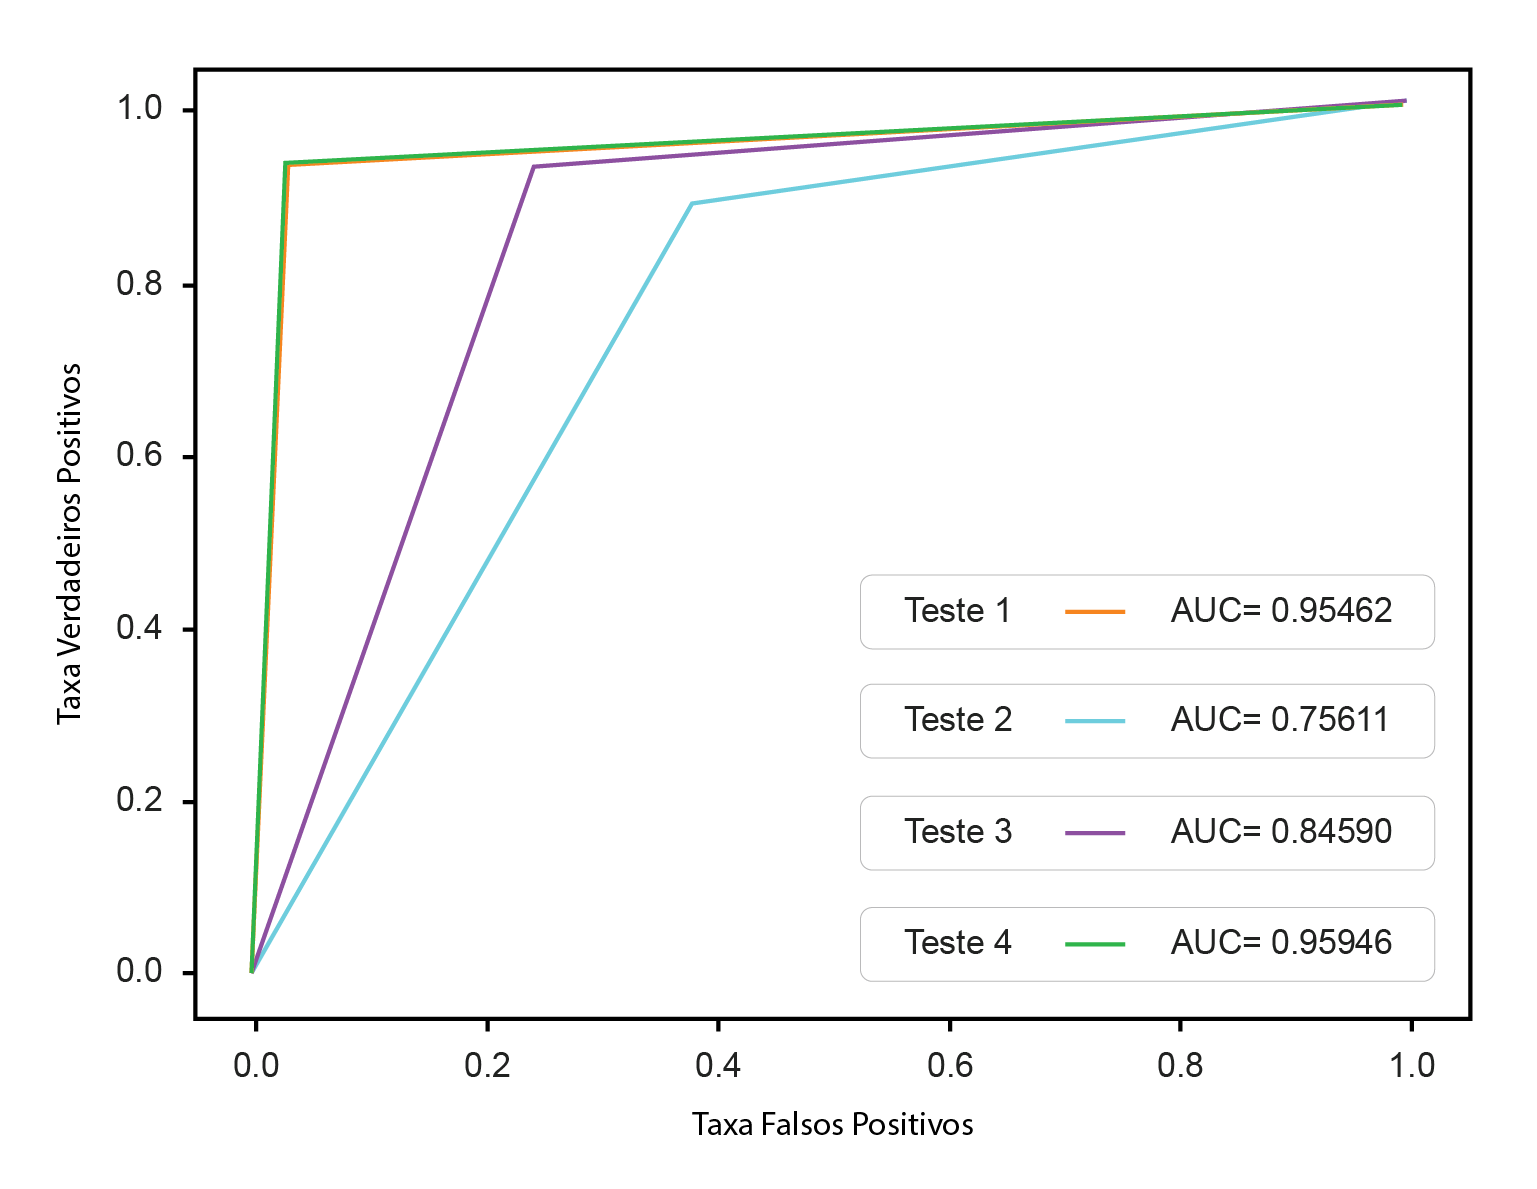 1.0
0.8
0.6
0.4
0.2
0.0
Taxa Verdadeiros Positivos
Teste 1 AUC= 0.95462
Teste 2 AUC= 0.75611
Teste 3 AUC= 0.84590
Teste 4 AUC= 0.95946
0.0 0.2 0.4 0.6 0.8 1.0
Taxa Falsos Positivos